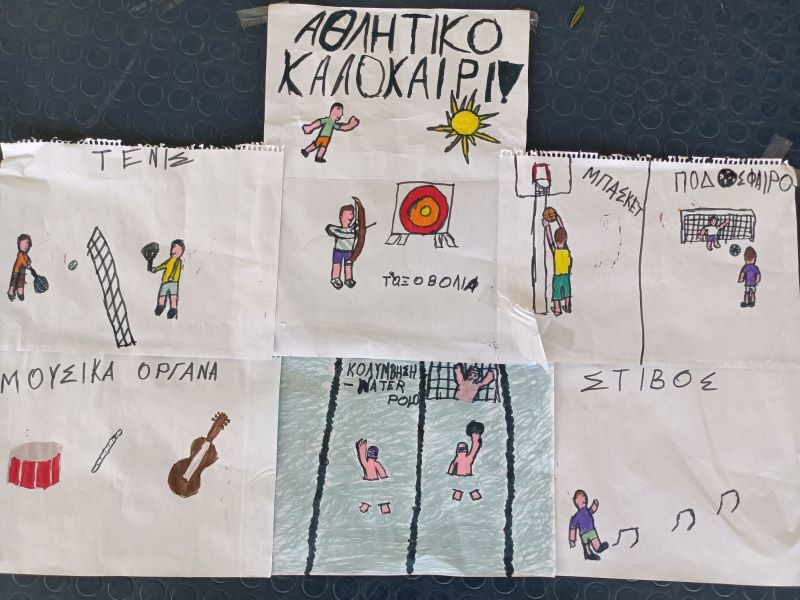 ΑΘΛΗΤΙΚΟ
ΚΑΛΟΚΑΙΡΙ!
ΤΕΝΙΣ
ΤΟΞΟΒΟΛΙΑ
ΜΠΑΣΚΕΤ
ΠΟΔΟΣΦΑΙΡΟ
ΜΟΥΣΙΚΑ ΟΡΓΑΝΑ
ΚΟΛΥΜΒΗΣΗ
-WATER
POLO
ΣΤΙΒΟΣ